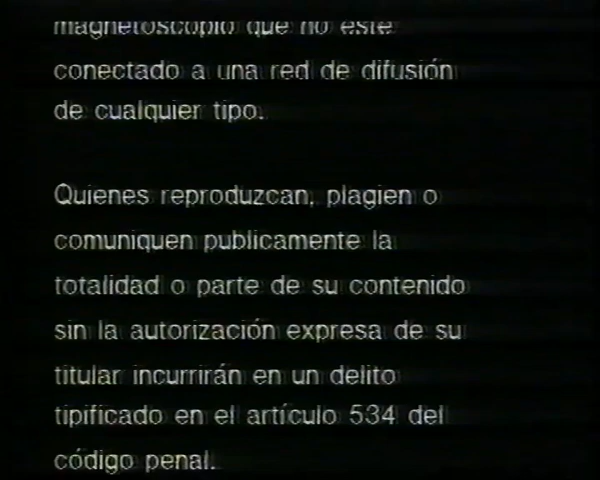 magnetoscopio que no este
conectado a una red de difusión
de cualquier tipo.
Quienes reproduzcan, plagien o
comuniquen publicamente la
totalidad o parte de su contenido
sin la autorización expresa de su
titular incurrirán en un delito
tipificado en el artículo 534 del
código penal.